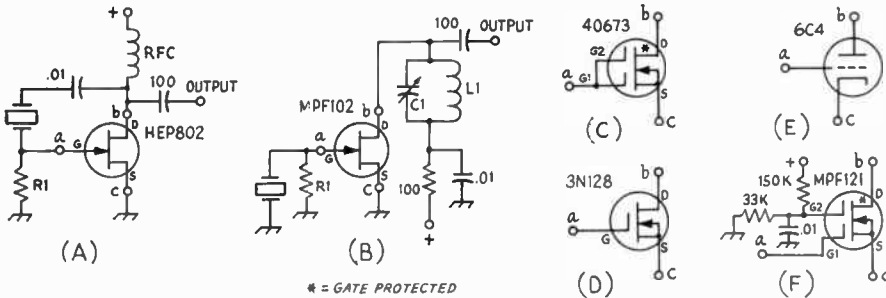 +
RFC
.01
100
OUTPUT
b
D
HEP802
a
G
S
C
R1
(A)
100
OUTPUT
C1
L1
MPF102
b
D
a
G
S
C
R1
100
.01
+
(B)
* = GATE PROTECTED
40673
b
D
*
G2
a
G1
S
C
(C)
3N128
b
D
a
G
S
C
(D)
6C4
b
a
C
(E)
+
150K
b
MPF121
33K
D
*
G2
.01
a
G1
S
C
(F)